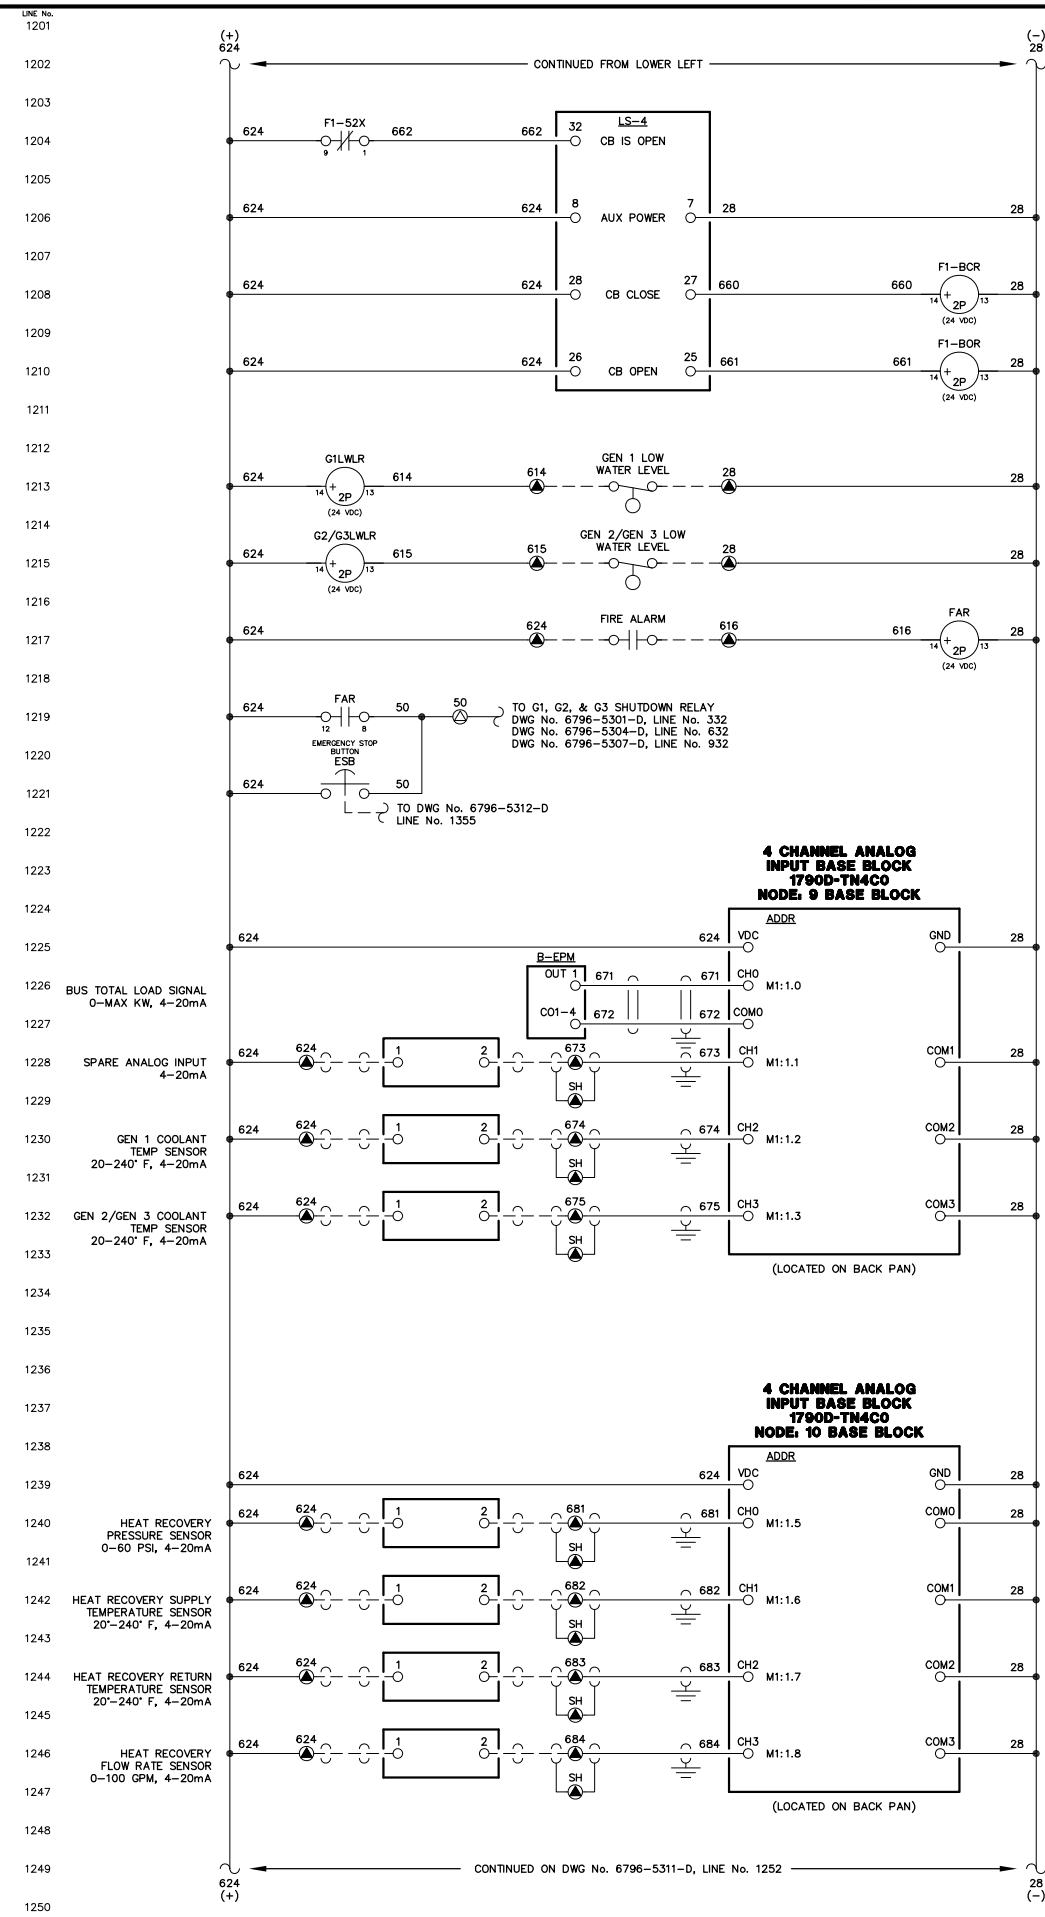 LINE No.
1201
(+) (−)
624 28
1202 CONTINUED FROM LOWER LEFT
1203
F1−52X LS−4
1204 624 662 662 32 CB IS OPEN
9 1
1205
1206 624 624 8 AUX POWER 7 28 28
1207
F1−BCR
1208 624 624 28 CB CLOSE 27 660 660 14 + 2P 13 28
(24 VDC)
1209
F1−BOR
1210 624 624 26 CB OPEN 25 661 661 14 + 2P 13 28
(24 VDC)
1211
1212
G1LWLR GEN 1 LOW
WATER LEVEL
1213 624 14 + 2P 13 614 614 28 28
(24 VDC)
1214
G2/G3LWLR GEN 2/GEN 3 LOW
WATER LEVEL
1215 624 14 + 2P 13 615 615 28 28
(24 VDC)
1216
FIRE ALARM FAR
1217 624 624 616 616 14 + 2P 13 28
(24 VDC)
1218
FAR
1219 624 12 8 50 50 TO G1, G2, & G3 SHUTDOWN RELAY
DWG No. 6796−5301−D, LINE No. 332
DWG No. 6796−5304−D, LINE No. 632
DWG No. 6796−5307−D, LINE No. 932
EMERGENCY STOP
BUTTON
1220 ESB
1221 624 50
TO DWG No. 6796−5312−D
LINE No. 1355
1222
4 CHANNEL ANALOG
INPUT BASE BLOCK
1223
1790D-TN4C0
NODE: 9 BASE BLOCK
1224
ADDR
1225 624 624 VDC GND 28
B−EPM
1226 BUS TOTAL LOAD SIGNAL OUT 1 671 671 CH0 M1:1.0
0−MAX KW, 4−20mA
1227 CO1−4 672 672 COM0
1228 SPARE ANALOG INPUT 624 624 1 2 673 673 CH1 M1:1.1 COM1 28
4−20mA
1229 SH
1230 GEN 1 COOLANT 624 624 1 2 674 674 CH2 M1:1.2 COM2 28
TEMP SENSOR
20−240° F, 4−20mA
1231 SH
1232 GEN 2/GEN 3 COOLANT 624 624 1 2 675 675 CH3 M1:1.3 COM3 28
TEMP SENSOR
20−240° F, 4−20mA
1233 SH
(LOCATED ON BACK PAN)
1234
1235
1236
4 CHANNEL ANALOG
INPUT BASE BLOCK
1237
1790D-TN4C0
NODE: 10 BASE BLOCK
1238
ADDR
1239 624 624 VDC GND 28
1240 HEAT RECOVERY 624 624 1 2 681 681 CH0 M1:1.5 COM0 28
PRESSURE SENSOR
0−60 PSI, 4−20mA
1241 SH
1242 HEAT RECOVERY SUPPLY 624 624 1 2 682 682 CH1 M1:1.6 COM1 28
TEMPERATURE SENSOR
20°−240° F, 4−20mA
1243 SH
1244 HEAT RECOVERY RETURN 624 624 1 2 683 683 CH2 M1:1.7 COM2 28
TEMPERATURE SENSOR
20°−240° F, 4−20mA
1245 SH
1246 HEAT RECOVERY 624 624 1 2 684 684 CH3 M1:1.8 COM3 28
FLOW RATE SENSOR
0−100 GPM, 4−20mA
1247 SH
(LOCATED ON BACK PAN)
1248
1249 CONTINUED ON DWG No. 6796−5311−D, LINE No. 1252
624 28
(+) (−)
1250